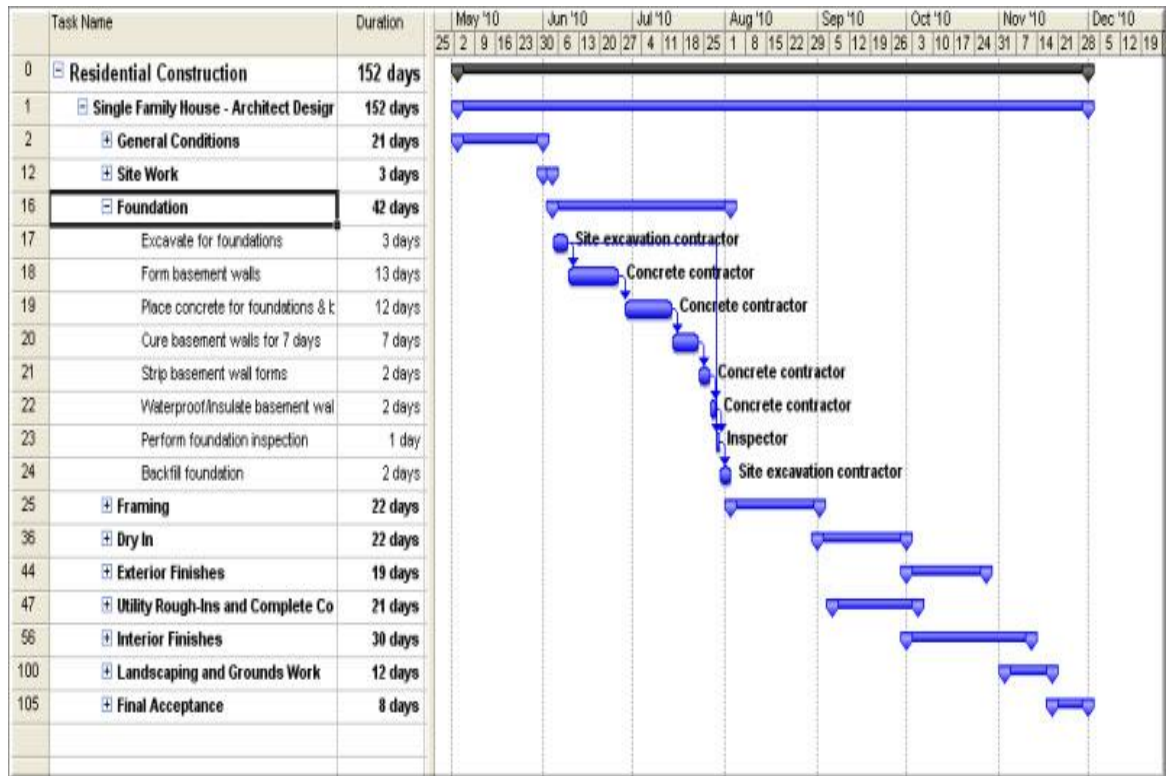 Task Name Duration May '10 Jun '10 Jul '10 Aug '10 Sep '10 Oct '10 Nov '10 Dec '10
25 2 9 16 23 30 6 13 20 27 4 11 18 25 1 8 15 22 29 5 12 19 26 3 10 17 24 31 7 14 21 28 5 12 19
0 Residential Construction 152 days
1 Single Family House - Architect Desigr 152 days
2 General Conditions 21 days
12 Site Work 3 days
16 Foundation 42 days
17 Excavate for foundations 3 days Site excavation contractor
18 Form basement walls 13 days Concrete contractor
19 Place concrete for foundations & b 12 days Concrete contractor
20 Cure basement walls for 7 days 7 days
21 Strip basement wall forms 2 days Concrete contractor
22 Waterproof/Insulate basement wal 2 days Concrete contractor
23 Perform foundation inspection 1 day Inspector
24 Backfill foundation 2 days Site excavation contractor
25 Framing 22 days
36 Dry In 22 days
44 Exterior Finishes 19 days
47 Utility Rough-Ins and Complete Co 21 days
56 Interior Finishes 30 days
100 Landscaping and Grounds Work 12 days
105 Final Acceptance 8 days